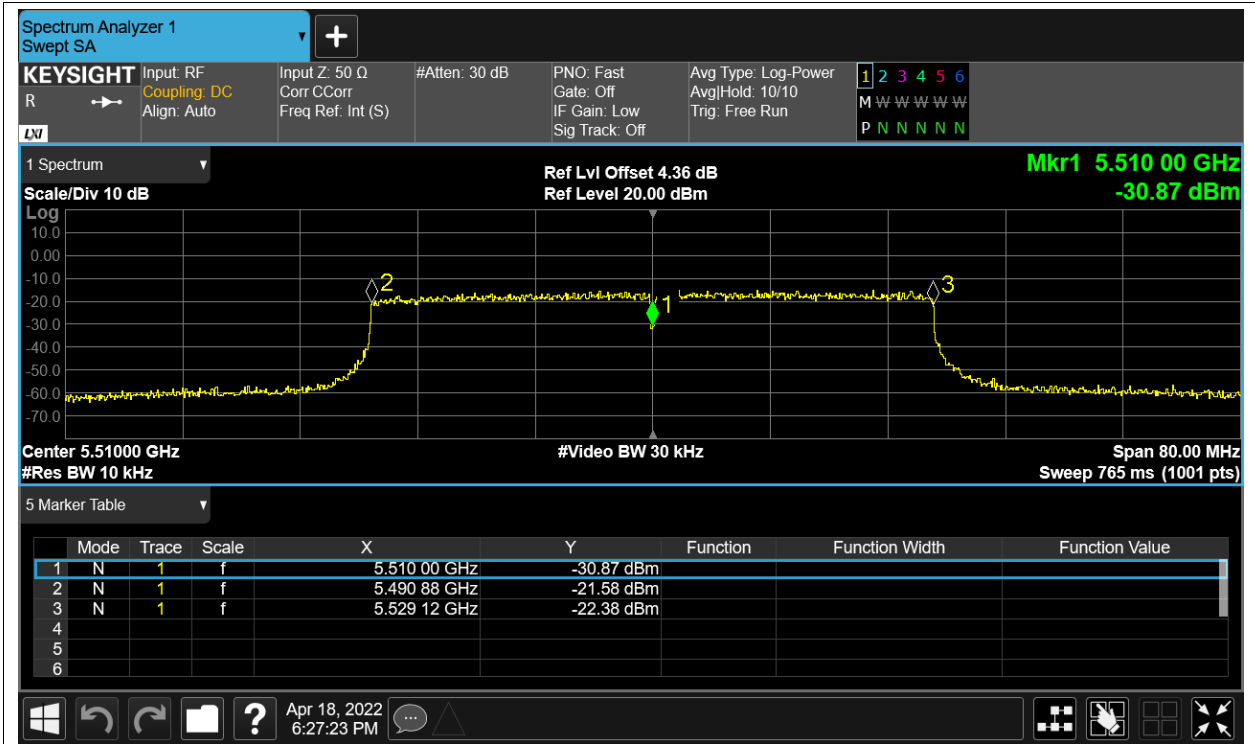 Spectrum Analyzer 1
Swept SA
KEYSIGHT
R
LXI
Input: RF
Coupling: DC
Align: Auto
Input Z: 50 Ω
Corr CCorr
Freq Ref: Int (S)
#Atten: 30 dB
PNO: Fast
Gate: Off
IF Gain: Low
Sig Track: Off
Avg Type: Log-Power
Avg|Hold: 10/10
Trig: Free Run
1 2 3 4 5 6
M W W W W W
P N N N N N
1 Spectrum
Scale/Div 10 dB
Ref Lvl Offset 4.36 dB
Ref Level 20.00 dBm
Mkr1 5.510 00 GHz
-30.87 dBm
Log
10.0
0.00
-10.0
-20.0
-30.0
-40.0
-50.0
-60.0
-70.0
2
1
3
Center 5.51000 GHz
#Res BW 10 kHz
#Video BW 30 kHz
Span 80.00 MHz
Sweep 765 ms (1001 pts)
5 Marker Table
Mode Trace Scale X Y Function Function Width Function Value
1 N 1 f 5.510 00 GHz -30.87 dBm
2 N 1 f 5.490 88 GHz -21.58 dBm
3 N 1 f 5.529 12 GHz -22.38 dBm
4
5
6
?
Apr 18, 2022
6:27:23 PM